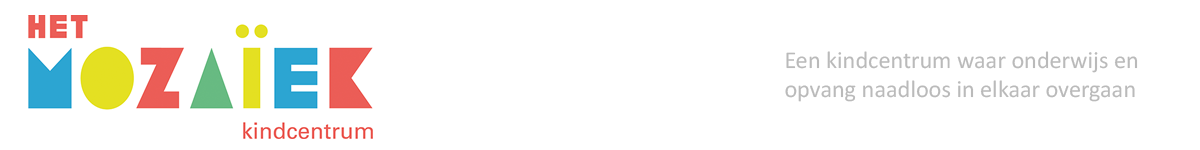 HET
MOZAÏEK
kindcentrum
Een kindcentrum waar onderwijs en
opvang naadloos in elkaar overgaan